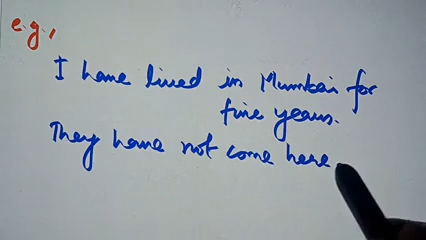 e.g.,
I have lived in Mumbai for
five years.
They have not come here